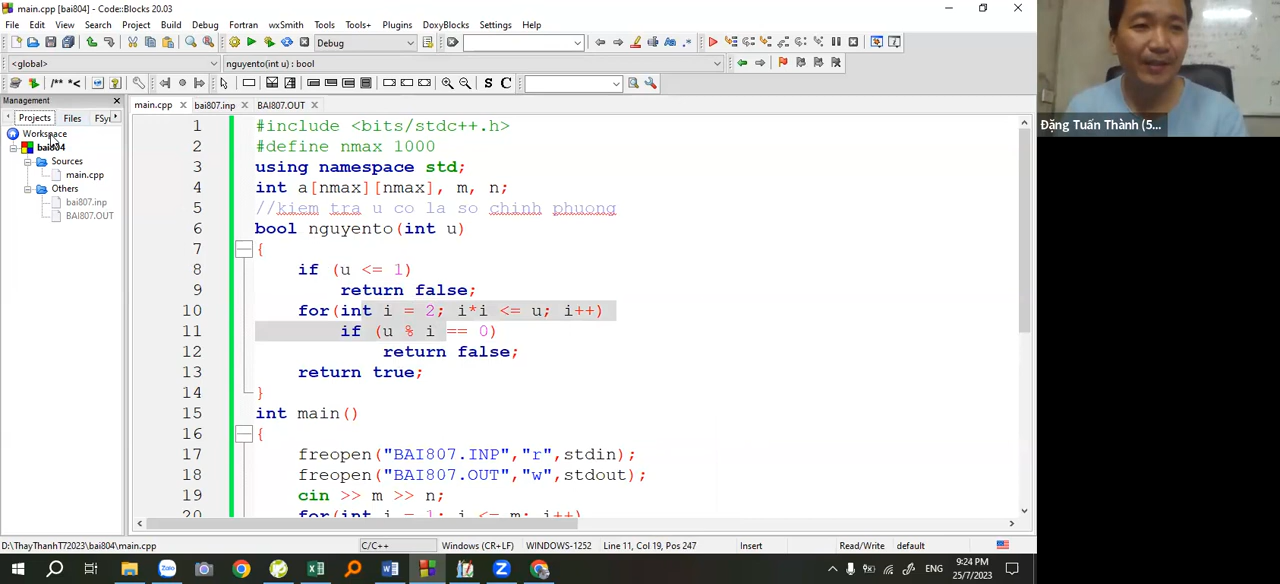 main.cpp [bai804] - Code::Blocks 20.03
File Edit View Search Project Build Debug Fortran wxSmith Tools Tools+ Plugins DoxyBlocks Settings Help
Debug
<global> nguyento(int u) : bool
/** *< S C
Management
Projects Files FSy
main.cpp bai807.inp BAI807.OUT
Workspace
bai804
Sources
main.cpp
Others
bai807.inp
BAI807.OUT
1 #include <bits/stdc++.h>
2 #define nmax 1000
3 using namespace std;
4 int a[nmax][nmax], m, n;
5 //kiem tra u co la so chinh phuong
6 bool nguyento(int u)
7 {
8 if (u <= 1)
9 return false;
10 for(int i = 2; i*i <= u; i++)
11 if (u % i == 0)
12 return false;
13 return true;
14 }
15 int main()
16 {
17 freopen("BAI807.INP","r",stdin);
18 freopen("BAI807.OUT","w",stdout);
19 cin >> m >> n;
20 for(int i = 1; i <= m; i++)
Đặng Tuấn Thành (5...
D:\ThayThanhT72023\bai804\main.cpp C/C++ Windows (CR+LF) WINDOWS-1252 Line 11, Col 19, Pos 247 Insert Read/Write default
Zalo
ENG
9:24 PM
25/7/2023